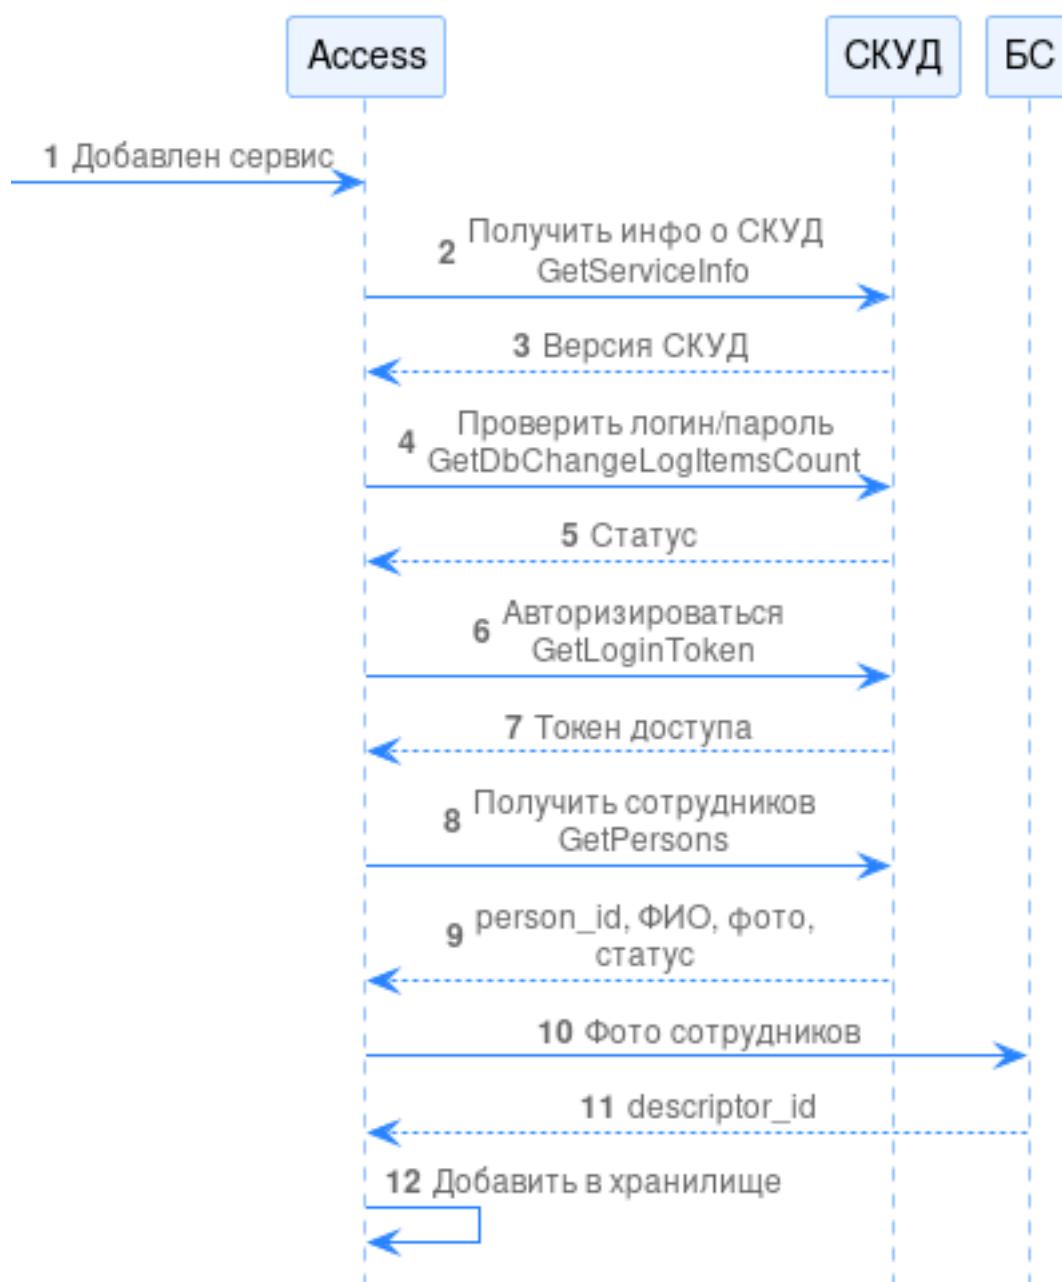 Access СКУД БС
1 Добавлен сервис
2 Получить инфо о СКУД
GetServiceInfo
3 Версия СКУД
4 Проверить логин/пароль
GetDbChangeLogItemsCount
5 Статус
6 Авторизироваться
GetLoginToken
7 Токен доступа
8 Получить сотрудников
GetPersons
9 person_id, ФИО, фото,
статус
10 Фото сотрудников
11 descriptor_id
12 Добавить в хранилище